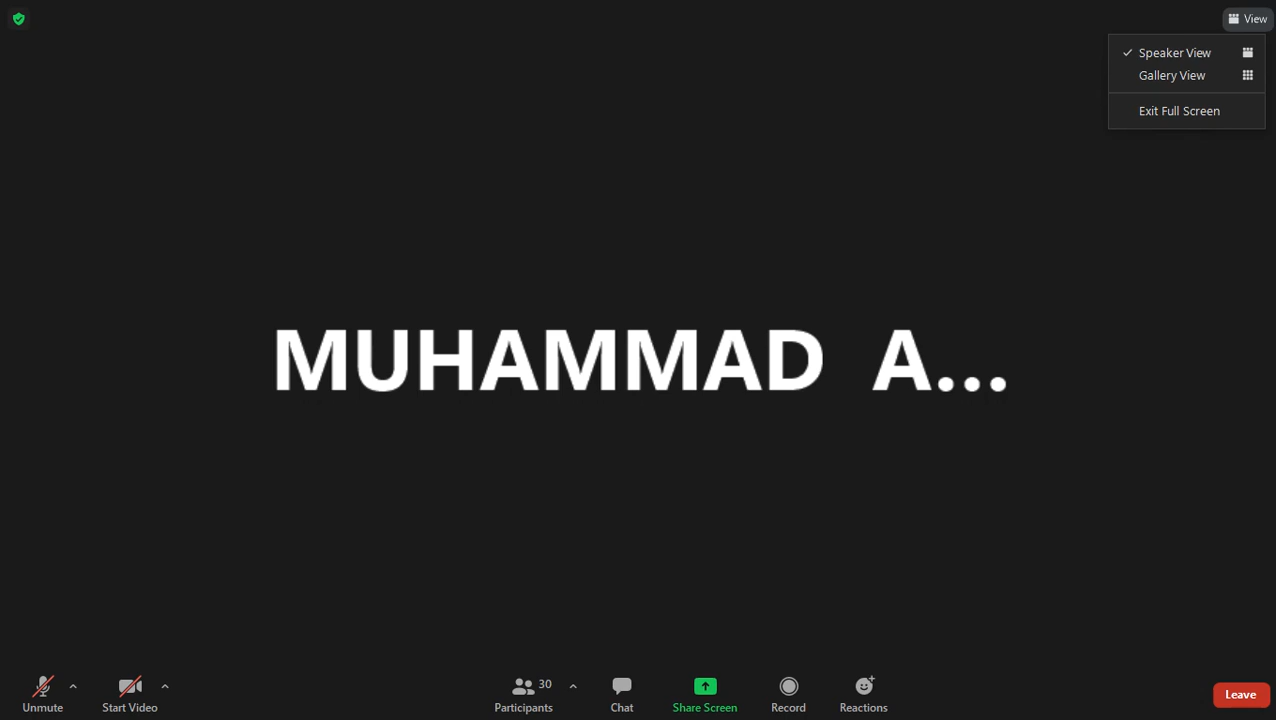 View
Speaker View
Gallery View
Exit Full Screen
MUHAMMAD A...
Unmute
Start Video
Participants 30
Chat
Share Screen
Record
Reactions
Leave